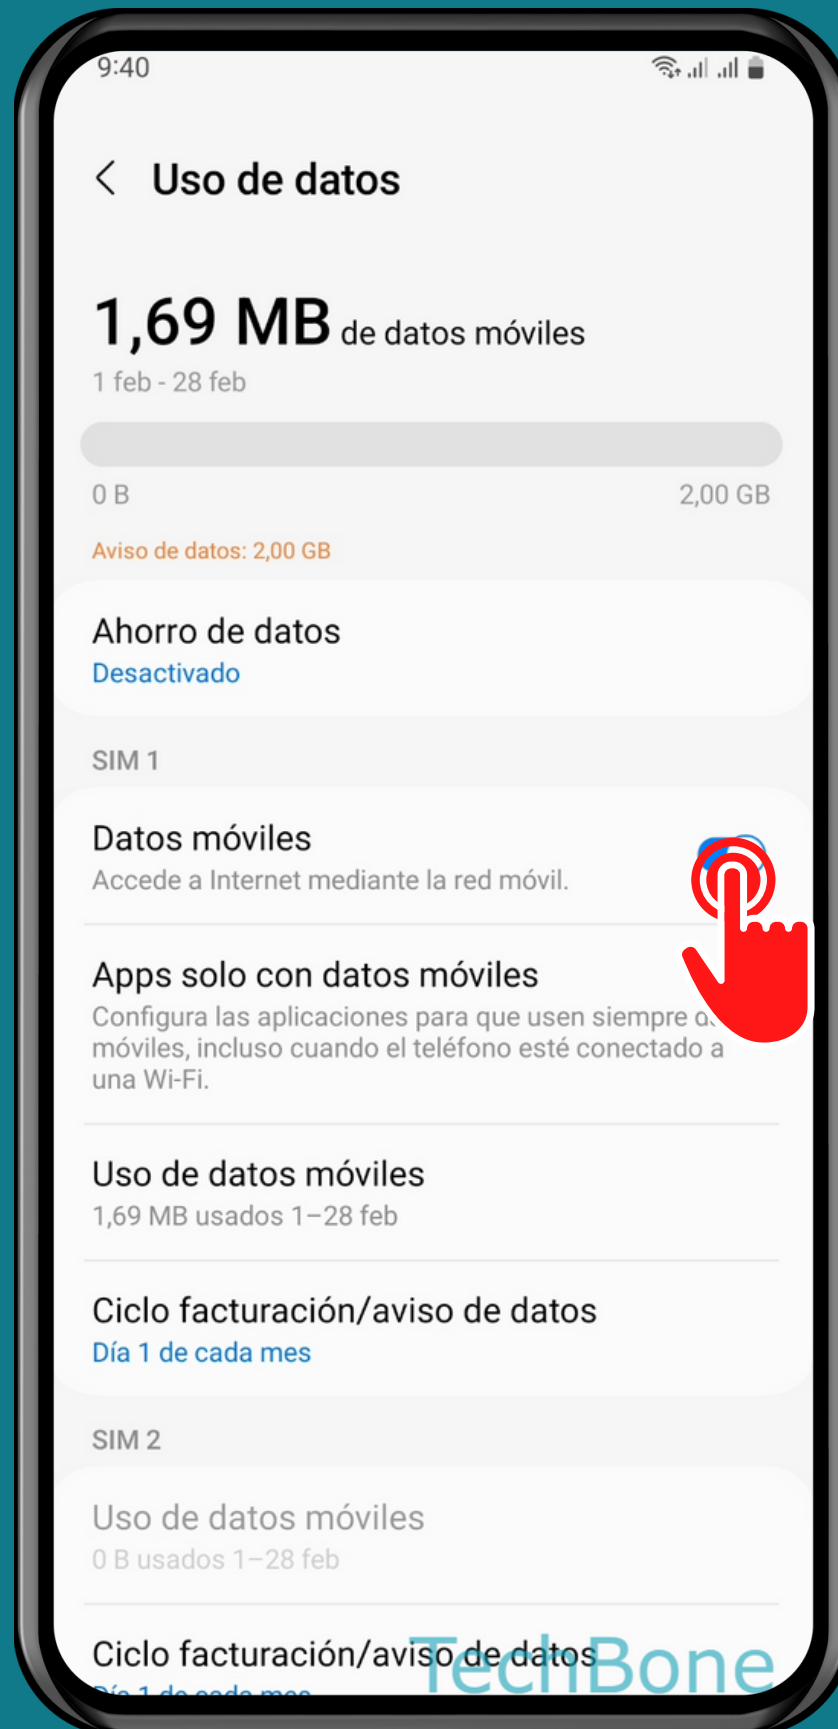 9:40
Uso de datos
1,69 MB de datos móviles
1 feb - 28 feb
0 B 2,00 GB
Aviso de datos: 2,00 GB
Ahorro de datos
Desactivado
SIM 1
Datos móviles
Accede a Internet mediante la red móvil.
Apps solo con datos móviles
Configura las aplicaciones para que usen siempre
móviles, incluso cuando el teléfono esté conectado a
una Wi-Fi.
Uso de datos móviles
1,69 MB usados 1–28 feb
Ciclo facturación/aviso de datos
Día 1 de cada mes
SIM 2
Uso de datos móviles
0 B usados 1–28 feb
Ciclo facturación/aviso de datos
TechBone
Día 1 de cada mes